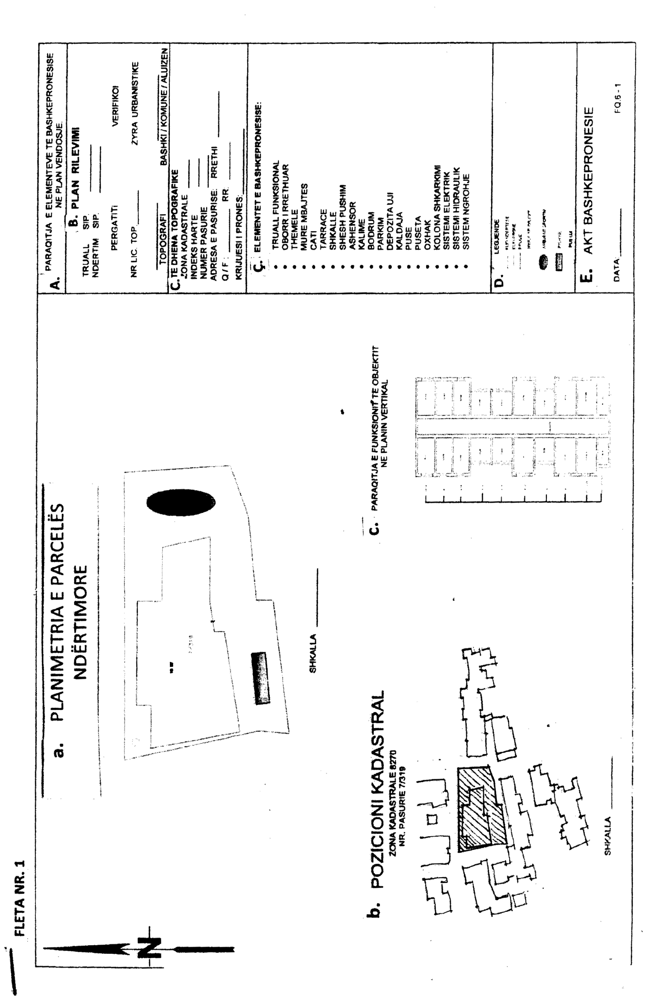 FLETA NR. 1
a. PLANIMETRIA E PARCELËS
NDËRTIMORE
SHKALLA
N
b. POZICIONI KADASTRAL
ZONA KADASTRALE 8270
NR. PASURIE 7/319
SHKALLA
C. PARAQITJA E FUNKSIONIT TE OBJEKTIT
NE PLANIN VERTIKAL
A. PARAQITJA E ELEMENTEVE TE BASHKEPRONESISE
NE PLAN VENDOSJE.
B. PLAN RILEVIMI
TRUALL SIP.
NDERTIM SIP.
PERGATITI VERIFIKOI
NR LIC. TOP ZYRA URBANISTIKE
TOPOGRAFI BASHKI / KOMUNE / ALUIZEN
C. TE DHENA TOPOGRAFIKE
ZONA KADASTRALE
INDEKS HARTE
NUMER PASURIE
ADRESA E PASURISE: RRETHI
Q / F : RR:
KRIJUESI I PRONES:
Ç. ELEMENTET E BASHKEPRONESISE:
• TRUALL FUNKSIONAL
• OBORR I RRETHUAR
• THEMELE
• MURE MBAJTES
• CATI
• TARRACE
• SHKALLE
• SHESH PUSHIM
• ASHENSOR
• KALIME
• BODRUM
• PARKIM
• DEPOZITA UJI
• KALDAJA
• PUSE
• PUSETA
• OXHAK
• KOLONA SHKARKIMI
• SISTEMI ELEKTRIK
• SISTEMI HIDRAULIK
• SISTEM NGROHJE
D. LEGJENDE
E. AKT BASHKEPRONESIE
DATA: FQ.6 - 1